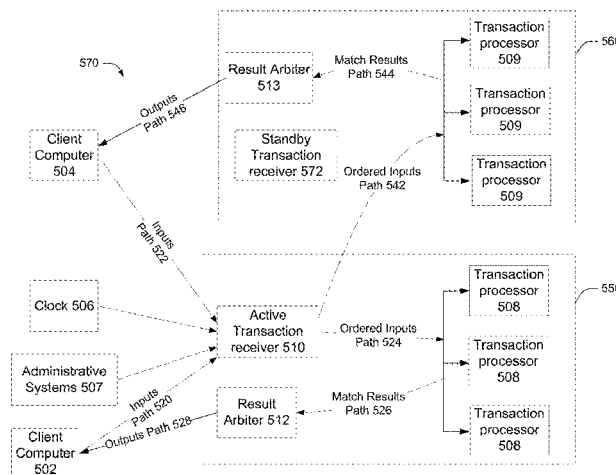 570
Client
Computer
504
Outputs
Path 546
Result Arbiter
513
Match Results
Path 544
Transaction
processor
509
560
Transaction
processor
509
Standby
Transaction
receiver 572
Ordered Inputs
Path 542
Transaction
processor
509
Inputs
Path 522
Clock 506
Administrative
Systems 507
Client
Computer
502
Inputs
Path 520
Outputs Path 528
Active
Transaction
receiver 510
Result
Arbiter 512
Ordered Inputs
Path 524
Match Results
Path 526
Transaction
processor
508
550
Transaction
processor
508
Transaction
processor
508